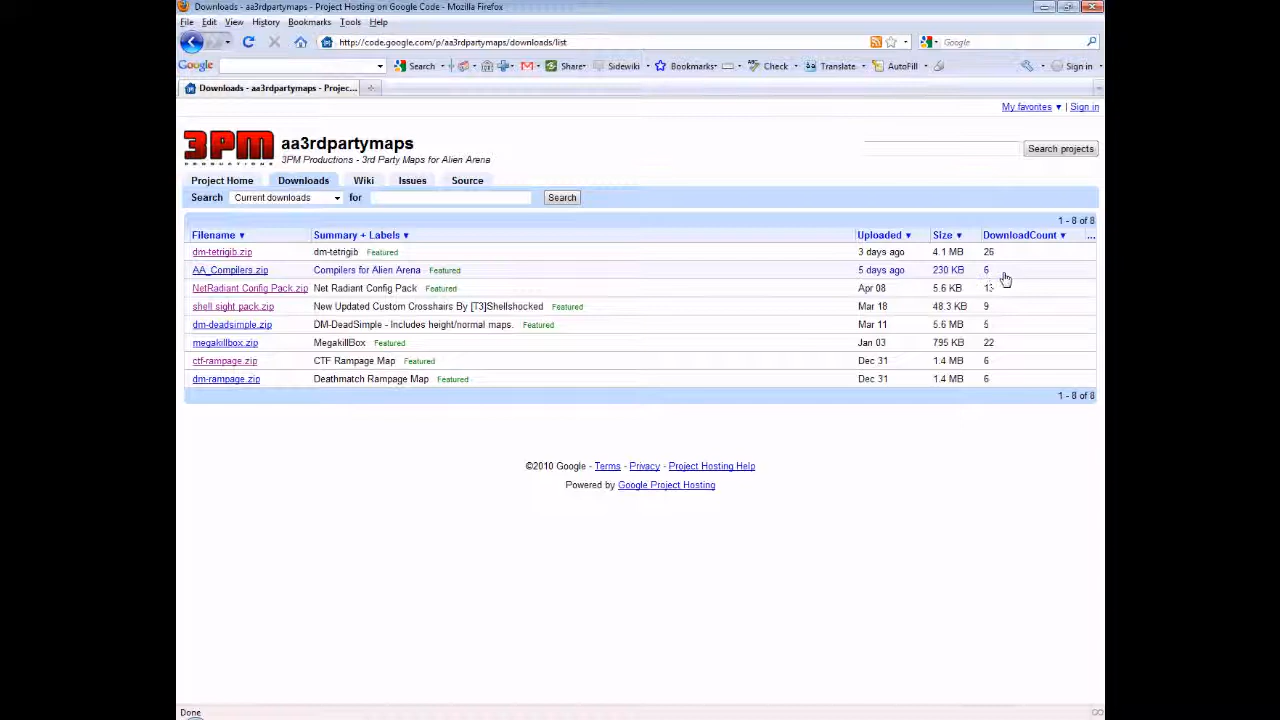 Downloads - aa3rdpartymaps - Project Hosting on Google Code - Mozilla Firefox
File Edit View History Bookmarks Tools Help
http://code.google.com/p/aa3rdpartymaps/downloads/list Google
Google Search Share Sidewiki Bookmarks Check Translate AutoFill Sign in
Downloads - aa3rdpartymaps - Projec...
My favorites ▼ | Sign in
3PM aa3rdpartymaps
PRODUCTIONS 3PM Productions - 3rd Party Maps for Alien Arena
Search projects
Project Home Downloads Wiki Issues Source
Search Current downloads for Search
1 - 8 of 8
Filename ▼ Summary + Labels ▼ Uploaded ▼ Size ▼ DownloadCount ▼ ...
dm-tetrigib.zip dm-tetrigib Featured 3 days ago 4.1 MB 26
AA_Compilers.zip Compilers for Alien Arena Featured 5 days ago 230 KB 6
NetRadiant Config Pack.zip Net Radiant Config Pack Featured Apr 08 5.6 KB
shell sight pack.zip New Updated Custom Crosshairs By [T3]Shellshocked Featured Mar 18 48.3 KB 9
dm-deadsimple.zip DM-DeadSimple - Includes height/normal maps. Featured Mar 11 5.6 MB 5
megakillbox.zip MegakillBox Featured Jan 03 795 KB 22
ctf-rampage.zip CTF Rampage Map Featured Dec 31 1.4 MB 6
dm-rampage.zip Deathmatch Rampage Map Featured Dec 31 1.4 MB 6
1 - 8 of 8
©2010 Google - Terms - Privacy - Project Hosting Help
Powered by Google Project Hosting
Done